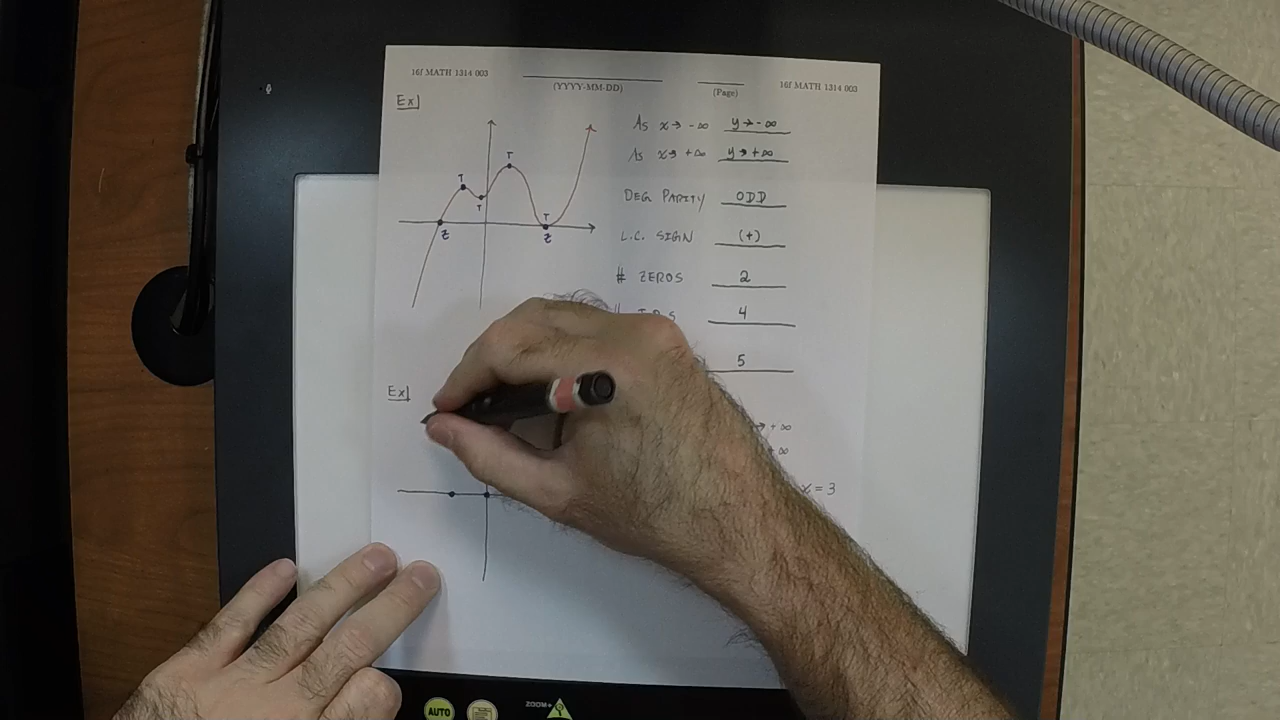 16f MATH 1314 003
(YYYY-MM-DD)
(Page)
16f MATH 1314 003
Ex]
T
T
T
T
Z
Z
As x→ -∞ y→ -∞
As x→ +∞ y→ +∞
DEG. PARITY ODD
L.C. SIGN (+)
# ZEROS 2
4
5
Ex]
→ +∞
+∞
x = 3
AUTO
ZOOM+